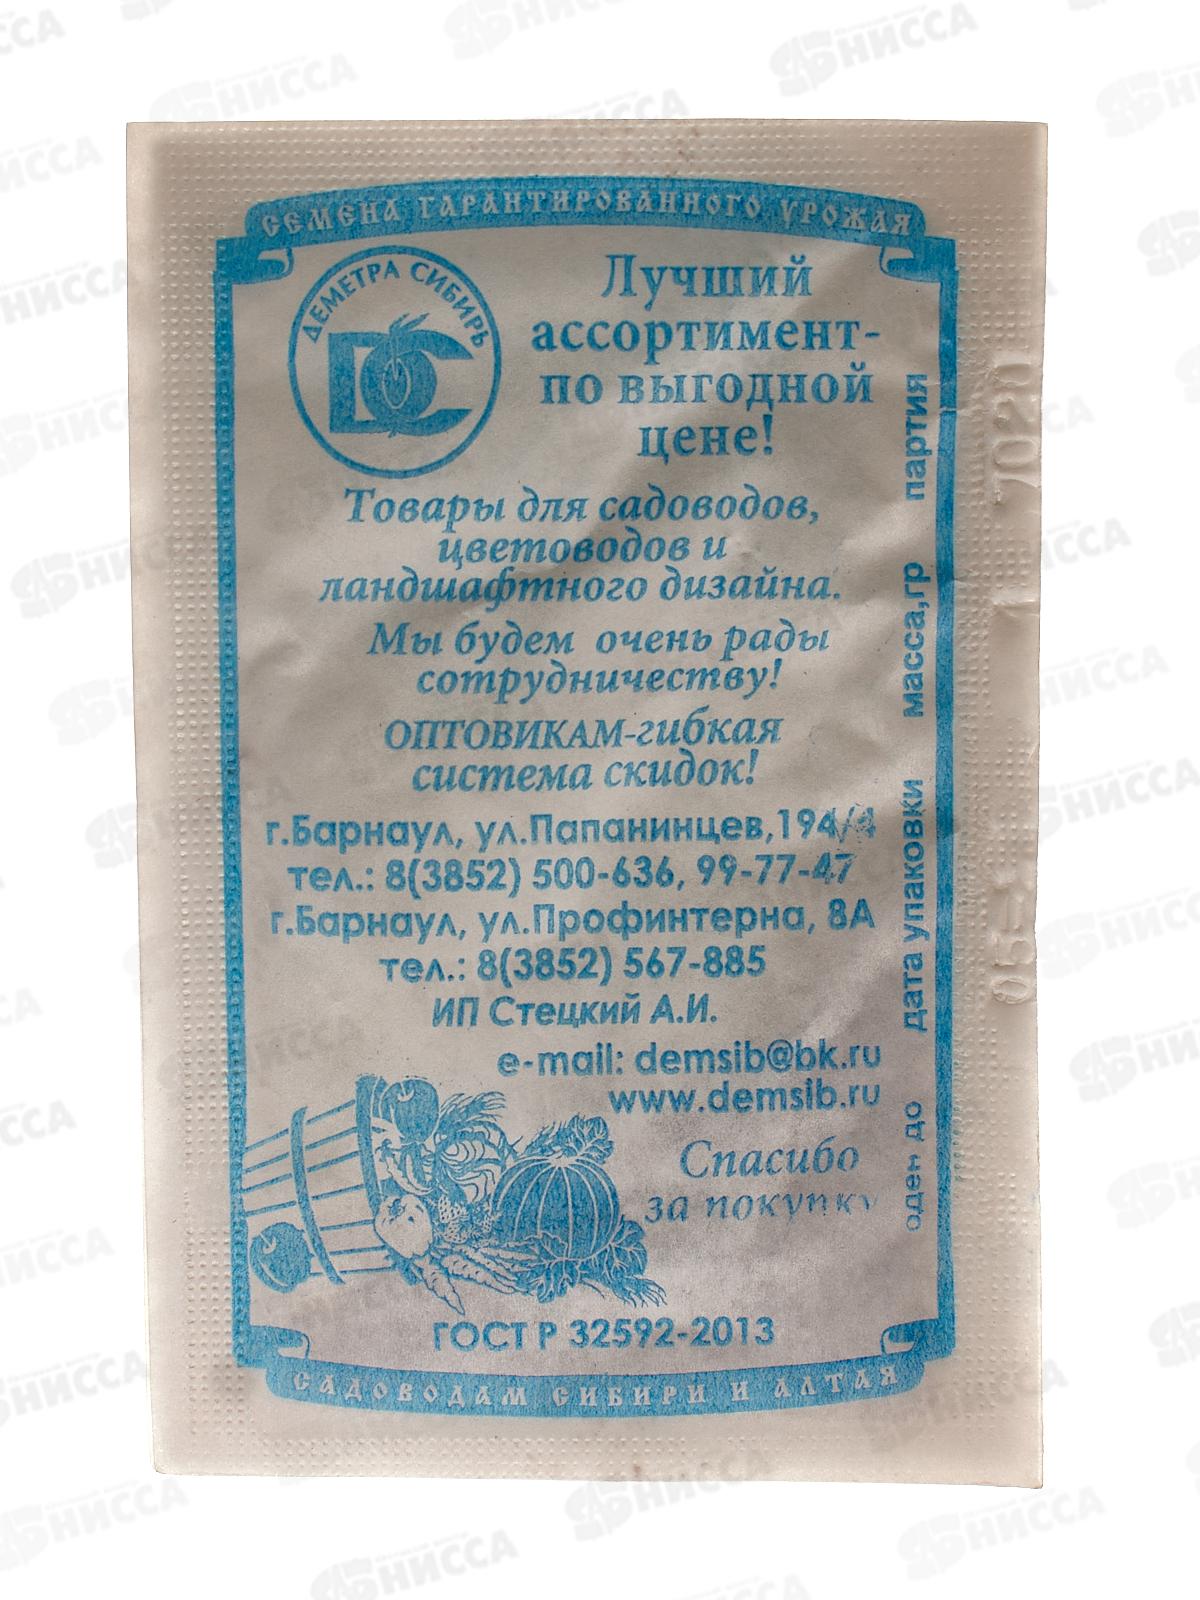 СЕМЕНА ГАРАНТИРОВАННОГО УРОЖАЯ
ДЕМЕТРА СИБИРЬ
Лучший
ассортимент-
по выгодной
цене!
Товары для садоводов,
цветоводов и
ландшафтного дизайна.
Мы будем очень рады
сотрудничеству!
ОПТОВИКАМ-гибкая
система скидок!
г.Барнаул, ул.Папанинцев,194/4
тел.: 8(3852) 500-636, 99-77-47
г.Барнаул, ул.Профинтерна, 8А
тел.: 8(3852) 567-885
ИП Стецкий А.И.
e-mail: demsib@bk.ru
www.demsib.ru
Спасибо
за покупку
ГОСТ Р 32592-2013
САДОВОДАМ СИБИРИ И АЛТАЯ
оден до дата упаковки масса,гр партия
НИССА